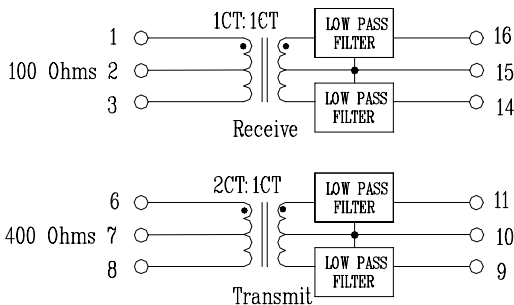 1CT:1CT
LOW PASS
FILTER
1
16
100 Ohms 2
15
3
LOW PASS
FILTER
14
Receive
2CT:1CT
LOW PASS
FILTER
6
11
400 Ohms 7
10
8
LOW PASS
FILTER
9
Transmit